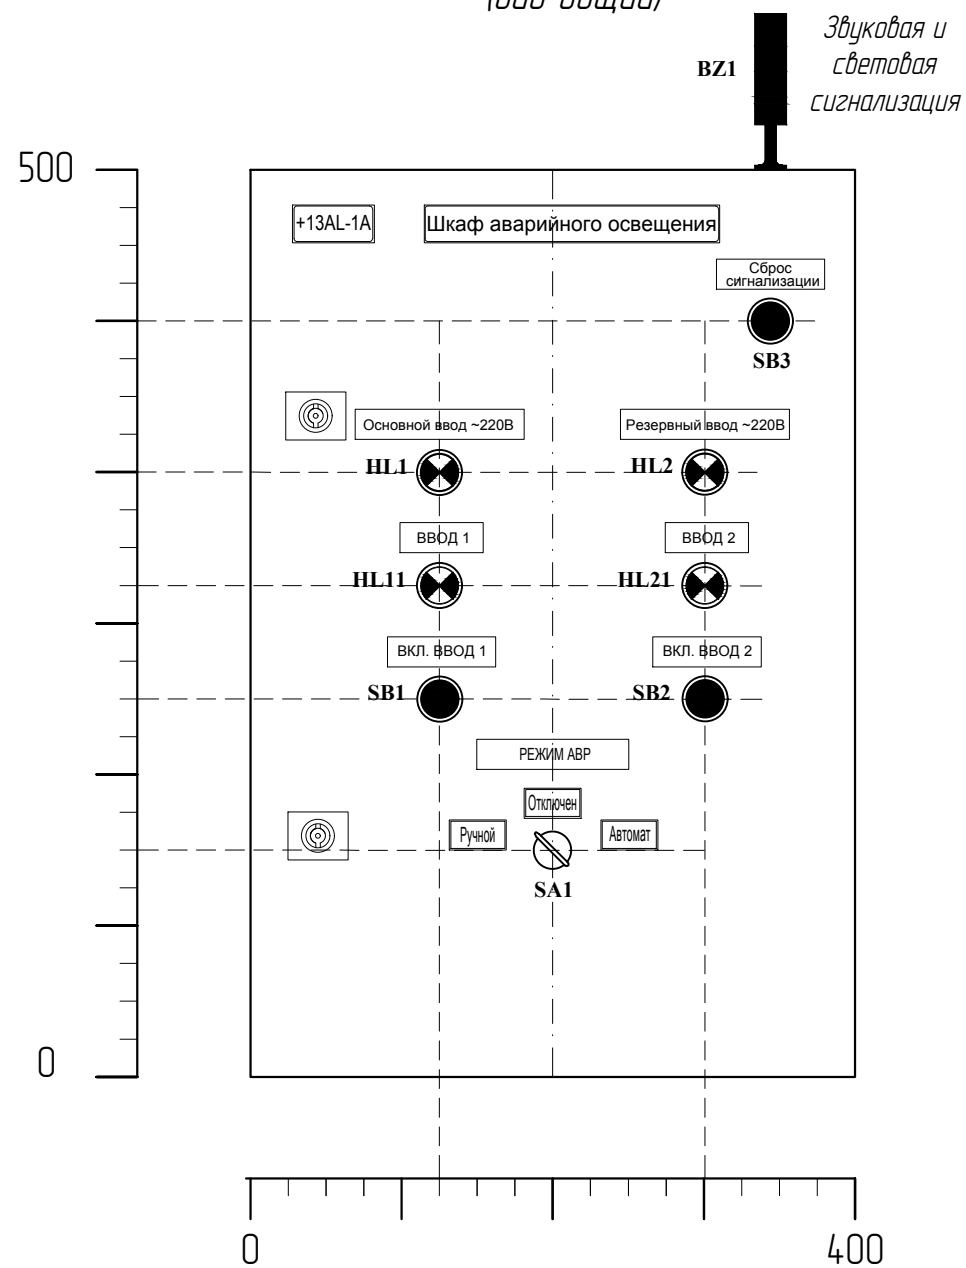 (вид общий)
Звуковая и
световая
сигнализация
BZ1
500
+13AL-1A
Шкаф аварийного освещения
Сброс
сигнализации
SB3
Основной ввод ~220В
Резервный ввод ~220В
HL1
HL2
ВВОД 1
ВВОД 2
HL11
HL21
ВКЛ. ВВОД 1
ВКЛ. ВВОД 2
SB1
SB2
РЕЖИМ АВР
Отключен
Ручной
Автомат
SA1
0
0
400